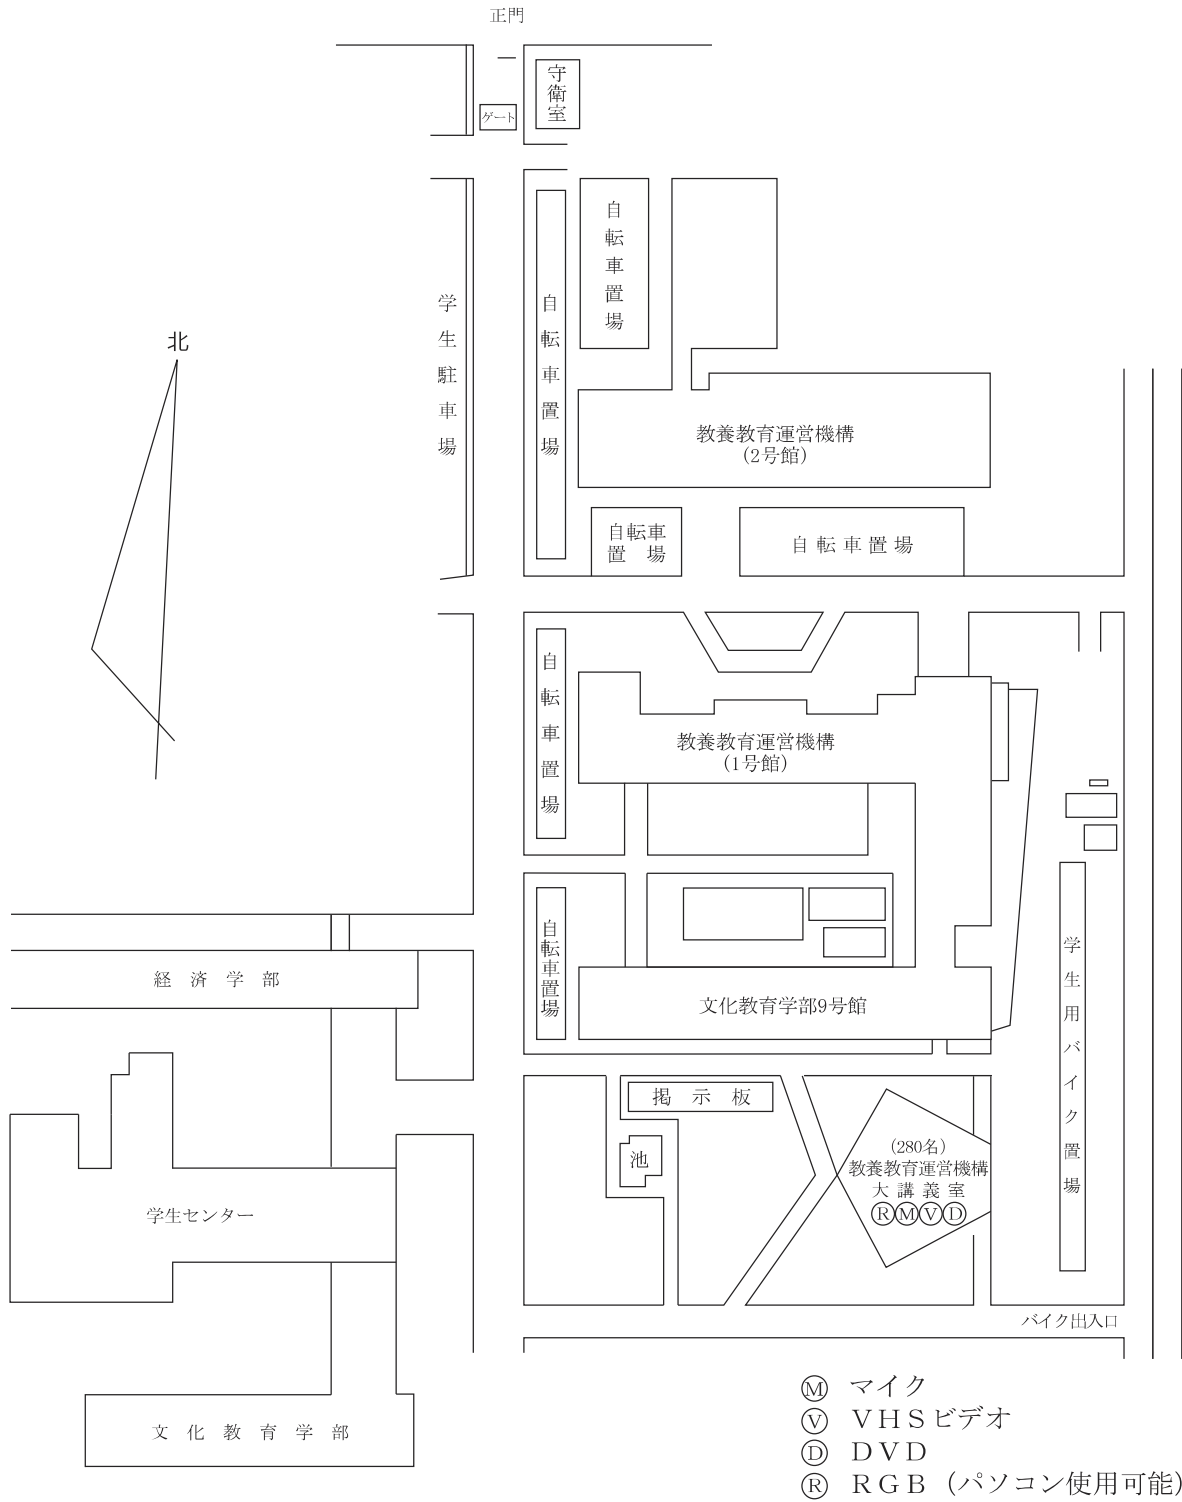 正門
守衛室
ゲート
自転車置場
学生駐車場
自転車置場
北
教養教育運営機構
(2号館)
自転車
置 場
自転車置場
自転車置場
教養教育運営機構
(1号館)
自転車置場
学生用バイク置場
経済学部
文化教育学部9号館
掲示板
池
(280名)
教養教育運営機構
大講義室
ⓇⓂⓋⒹ
学生センター
バイク出入口
文化教育学部
Ⓜ マイク
Ⓥ VHSビデオ
Ⓓ DVD
Ⓡ RGB (パソコン使用可能)